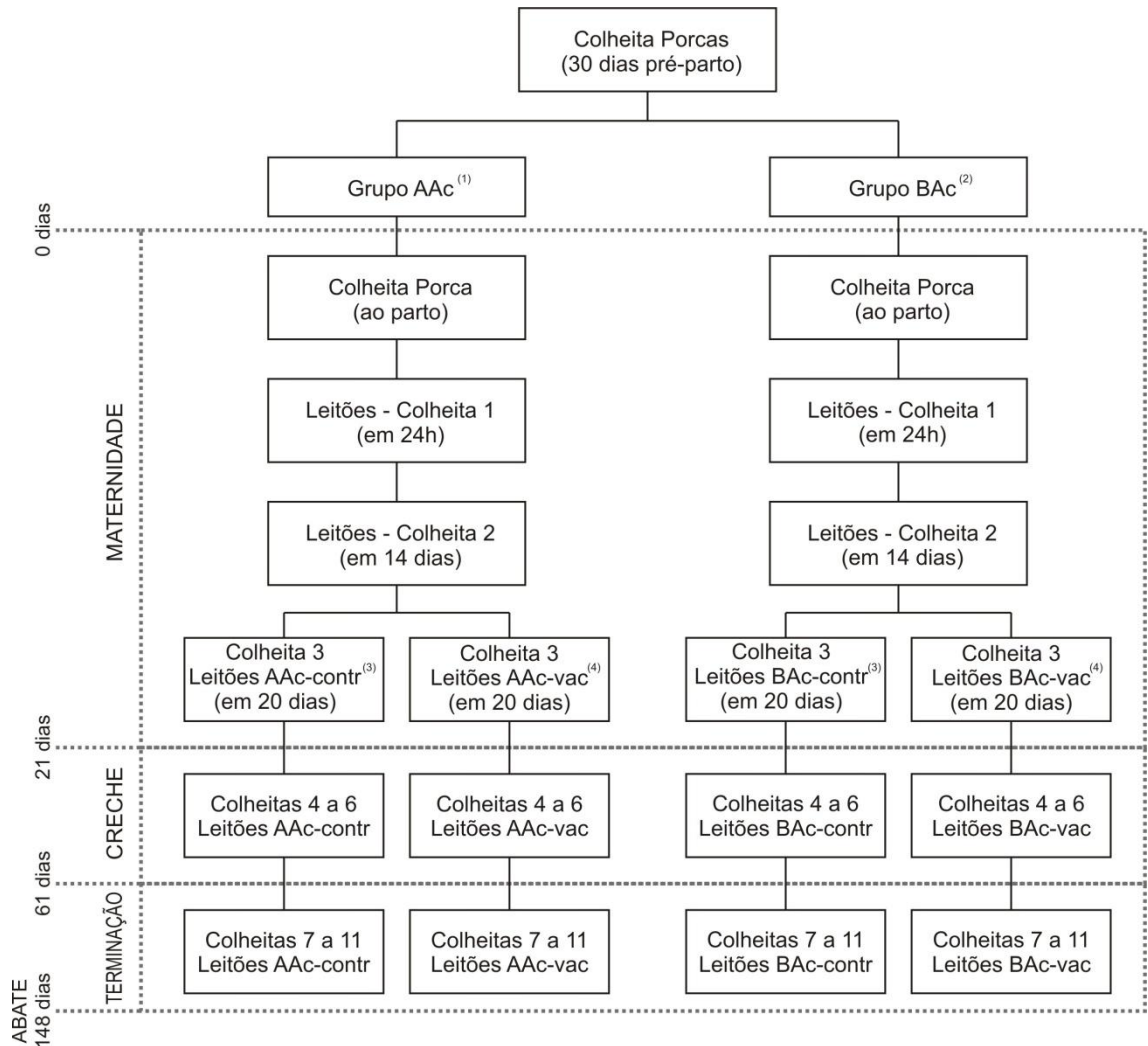 Colheita Porcas
(30 dias pré-parto)
Grupo AAc (1)
Grupo BAc (2)
0 dias
MATERNIDADE
Colheita Porca
(ao parto)
Colheita Porca
(ao parto)
Leitões - Colheita 1
(em 24h)
Leitões - Colheita 1
(em 24h)
Leitões - Colheita 2
(em 14 dias)
Leitões - Colheita 2
(em 14 dias)
Colheita 3
Leitões AAc-contr(3)
(em 20 dias)
Colheita 3
Leitões AAc-vac(4)
(em 20 dias)
Colheita 3
Leitões BAc-contr(3)
(em 20 dias)
Colheita 3
Leitões BAc-vac(4)
(em 20 dias)
21 dias
CRECHE
Colheitas 4 a 6
Leitões AAc-contr
Colheitas 4 a 6
Leitões AAc-vac
Colheitas 4 a 6
Leitões BAc-contr
Colheitas 4 a 6
Leitões BAc-vac
61 dias
TERMINAÇÃO
Colheitas 7 a 11
Leitões AAc-contr
Colheitas 7 a 11
Leitões AAc-vac
Colheitas 7 a 11
Leitões BAc-contr
Colheitas 7 a 11
Leitões BAc-vac
ABATE
148 dias